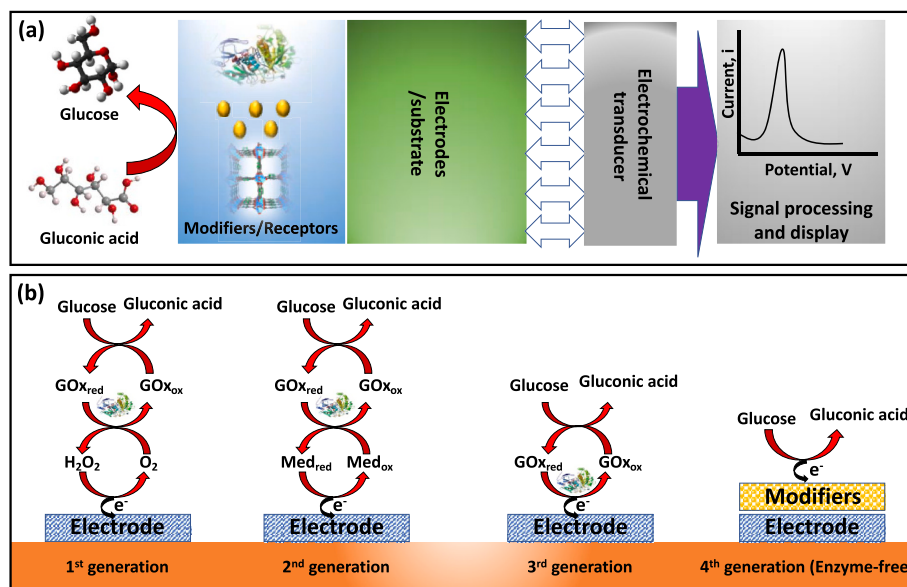 (a)
Glucose
Gluconic acid
Modifiers/Receptors
Electrodes
/substrate
Electrochemical
transducer
Current, i
Potential, V
Signal processing
and display
(b)
Glucose Gluconic acid
GOxred GOxox
H2O2 O2
e-
Electrode
1st generation
Glucose Gluconic acid
GOxred GOxox
Medred Medox
e-
Electrode
2nd generation
Glucose Gluconic acid
GOxred GOxox
e-
Electrode
3rd generation
Glucose Gluconic acid
e-
Modifiers
Electrode
4th generation (Enzyme-free